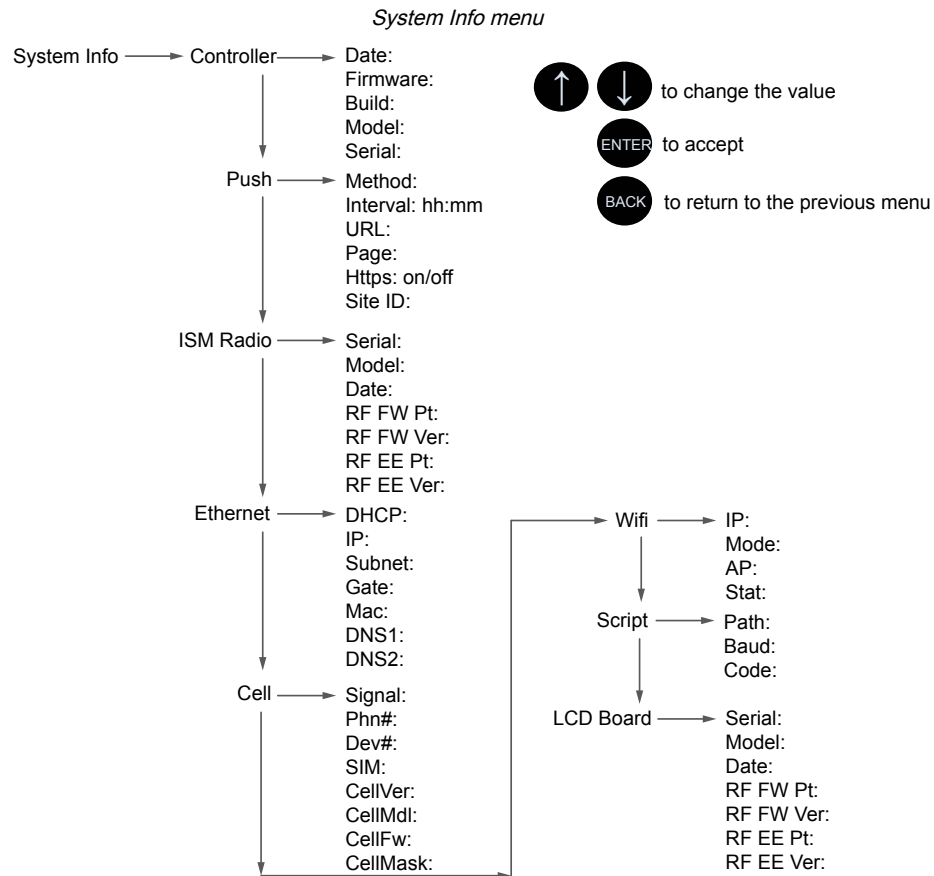 System Info menu
System Info
Controller
Date:
Firmware:
Build:
Model:
Serial:
↑ ↓ to change the value
ENTER to accept
BACK to return to the previous menu
Push
Method:
Interval: hh:mm
URL:
Page:
Https: on/off
Site ID:
ISM Radio
Serial:
Model:
Date:
RF FW Pt:
RF FW Ver:
RF EE Pt:
RF EE Ver:
Ethernet
DHCP:
IP:
Subnet:
Gate:
Mac:
DNS1:
DNS2:
Cell
Signal:
Phn#:
Dev#:
SIM:
CellVer:
CellMdl:
CellFw:
CellMask:
Wifi
IP:
Mode:
AP:
Stat:
Script
Path:
Baud:
Code:
LCD Board
Serial:
Model:
Date:
RF FW Pt:
RF FW Ver:
RF EE Pt:
RF EE Ver: